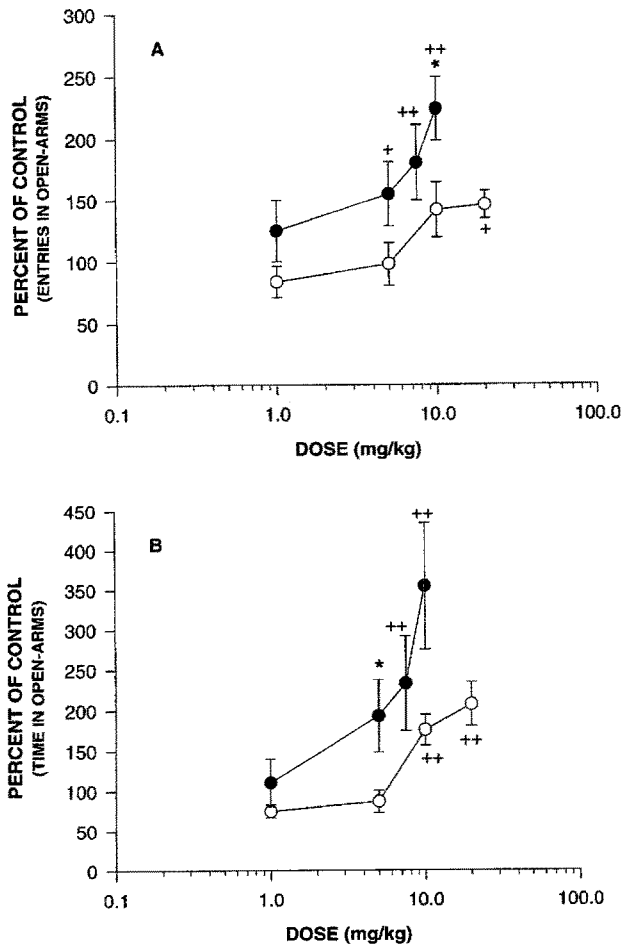 300
A
++
*
250
++
200
+
150
+
100
50
0
0.1 1.0 10.0 100.0
DOSE (mg/kg)
PERCENT OF CONTROL
(ENTRIES IN OPEN-ARMS)
450
++
B
400
350
++
300
*
250
200
++
150
++
100
50
0
0.1 1.0 10.0 100.0
DOSE (mg/kg)
PERCENT OF CONTROL
(TIME IN OPEN-ARMS)